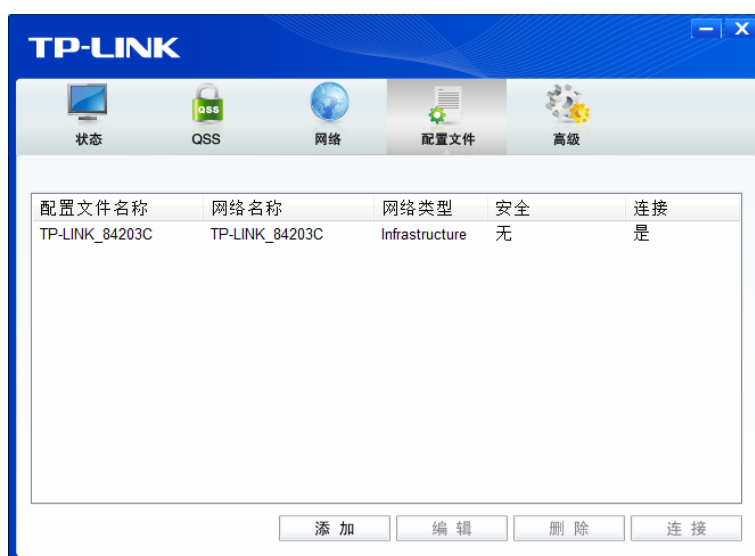 TP-LINK
QSS
状态 QSS 网络 配置文件 高级
配置文件名称 网络名称 网络类型 安全 连接
TP-LINK_84203C TP-LINK_84203C Infrastructure 无 是
添加 编辑 删除 连接